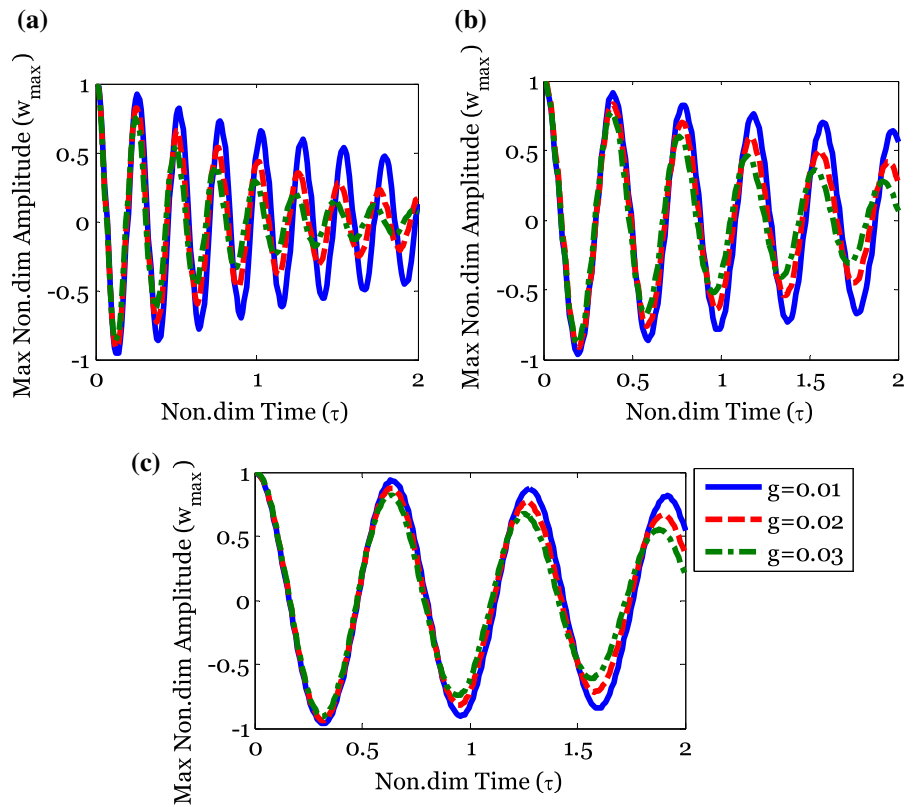 (a)
Max Non.dim Amplitude (w_max)
1
0.5
0
-0.5
-1
0
1
2
Non.dim Time (τ)
(b)
Max Non.dim Amplitude (w_max)
1
0.5
0
-0.5
-1
0
0.5
1
1.5
2
Non.dim Time (τ)
(c)
Max Non.dim Amplitude (w_max)
1
0.5
0
-0.5
-1
0
0.5
1
1.5
2
Non.dim Time (τ)
g=0.01
g=0.02
g=0.03